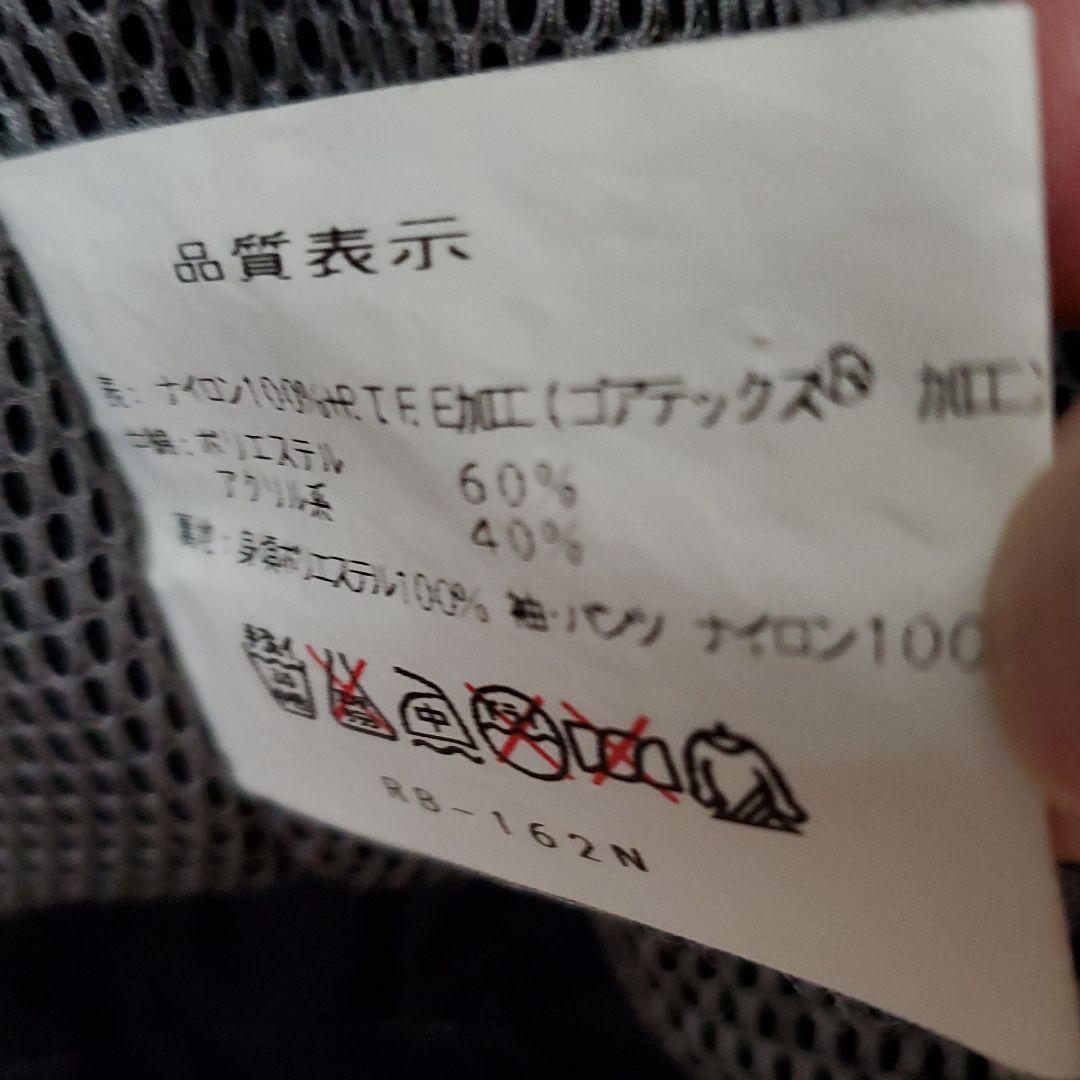 品質表示
表:ナイロン100%+P.T.F.E加工(ゴアテックス® 加工)
中綿:ポリエステル 60%
アクリル系 40%
裏地:身頃ポリエステル100% 袖・パンツ ナイロン100
中
RB-162N